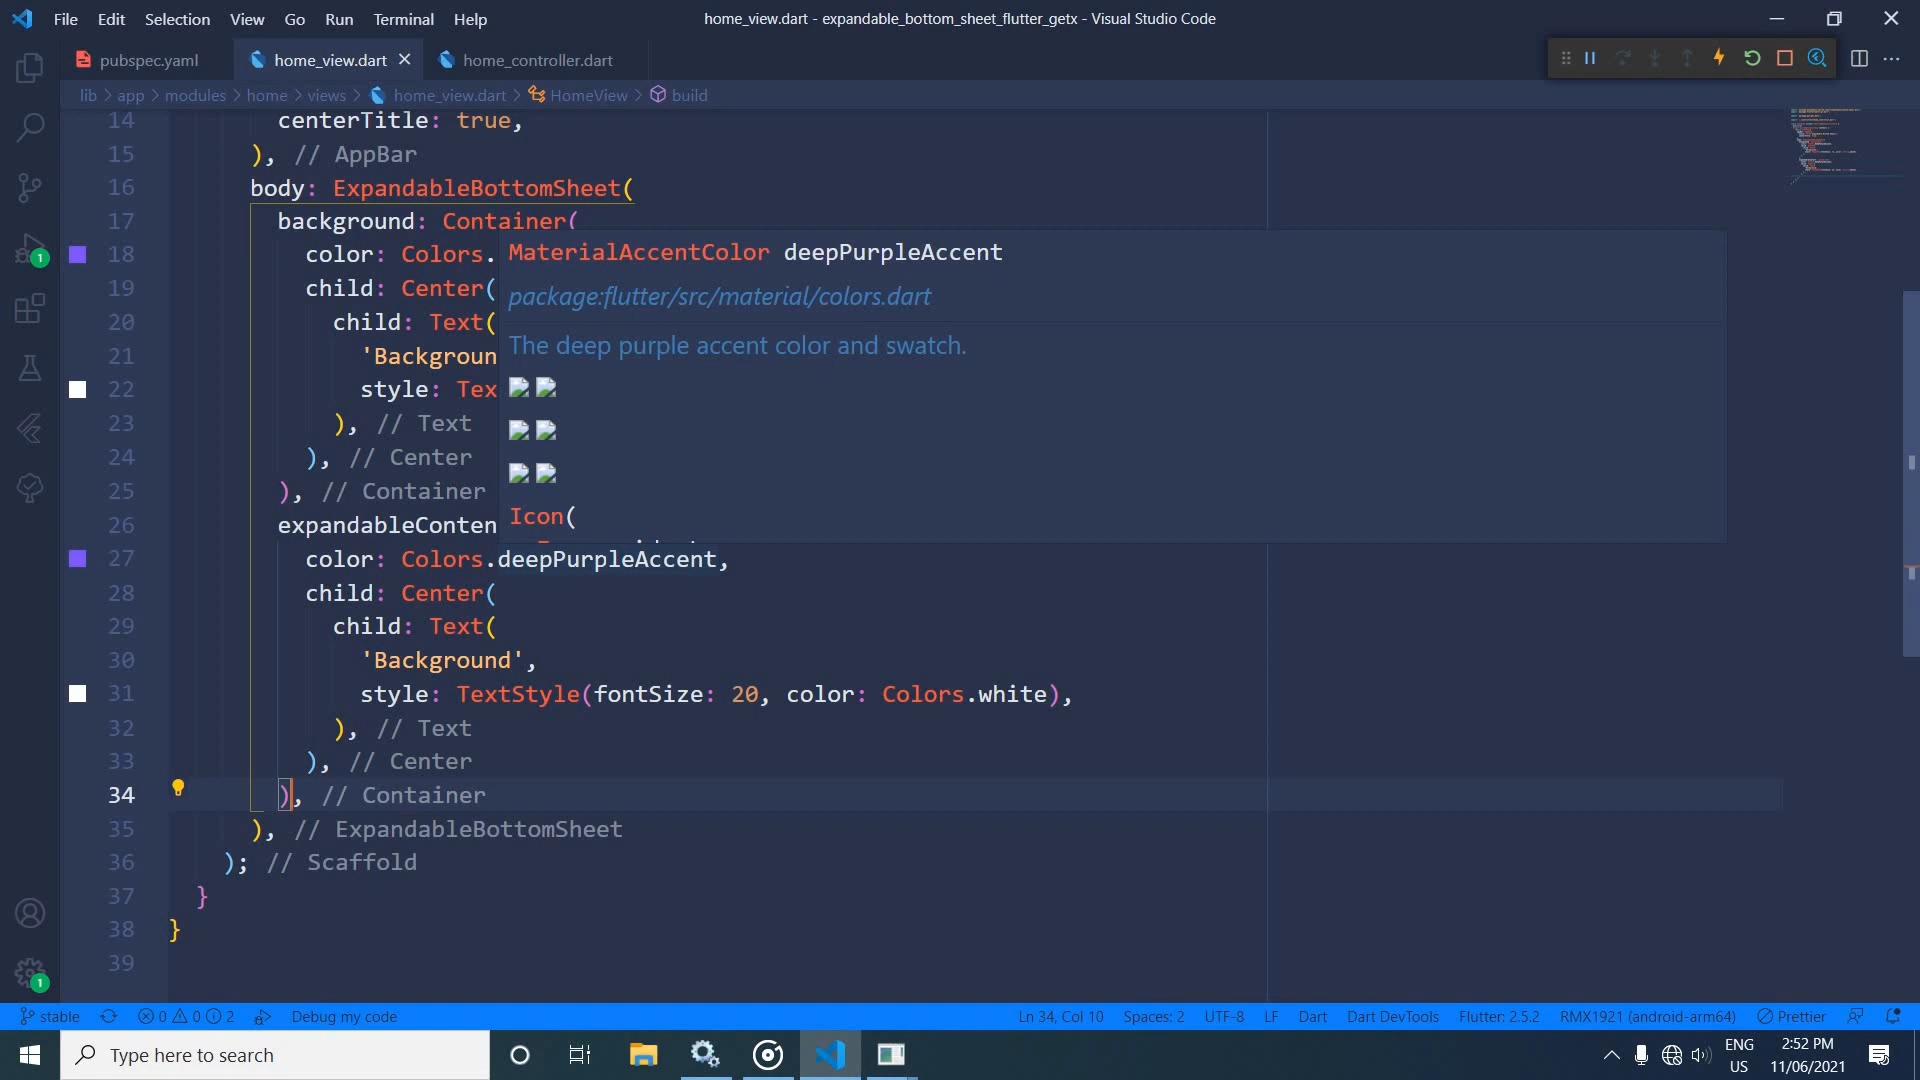 File Edit Selection View Go Run Terminal Help
home_view.dart - expandable_bottom_sheet_flutter_getx - Visual Studio Code
pubspec.yaml
home_view.dart
home_controller.dart
lib > app > modules > home > views > home_view.dart > HomeView > build
14 centerTitle: true,
15 ), // AppBar
16 body: ExpandableBottomSheet(
17 background: Container(
18 color: Colors.
19 child: Center(
20 child: Text(
21 'Backgroun
22 style: Tex
23 ), // Text
24 ), // Center
25 ), // Container
26 expandableConten
MaterialAccentColor deepPurpleAccent
package:flutter/src/material/colors.dart
The deep purple accent color and swatch.
Icon(
27 color: Colors.deepPurpleAccent,
28 child: Center(
29 child: Text(
30 'Background',
31 style: TextStyle(fontSize: 20, color: Colors.white),
32 ), // Text
33 ), // Center
34 ), // Container
35 ), // ExpandableBottomSheet
36 ); // Scaffold
37 }
38 }
39
1
1
stable 0 0 2 Debug my code Ln 34, Col 10 Spaces: 2 UTF-8 LF Dart Dart DevTools Flutter: 2.5.2 RMX1921 (android-arm64) Prettier
Type here to search
ENG
US
2:52 PM
11/06/2021